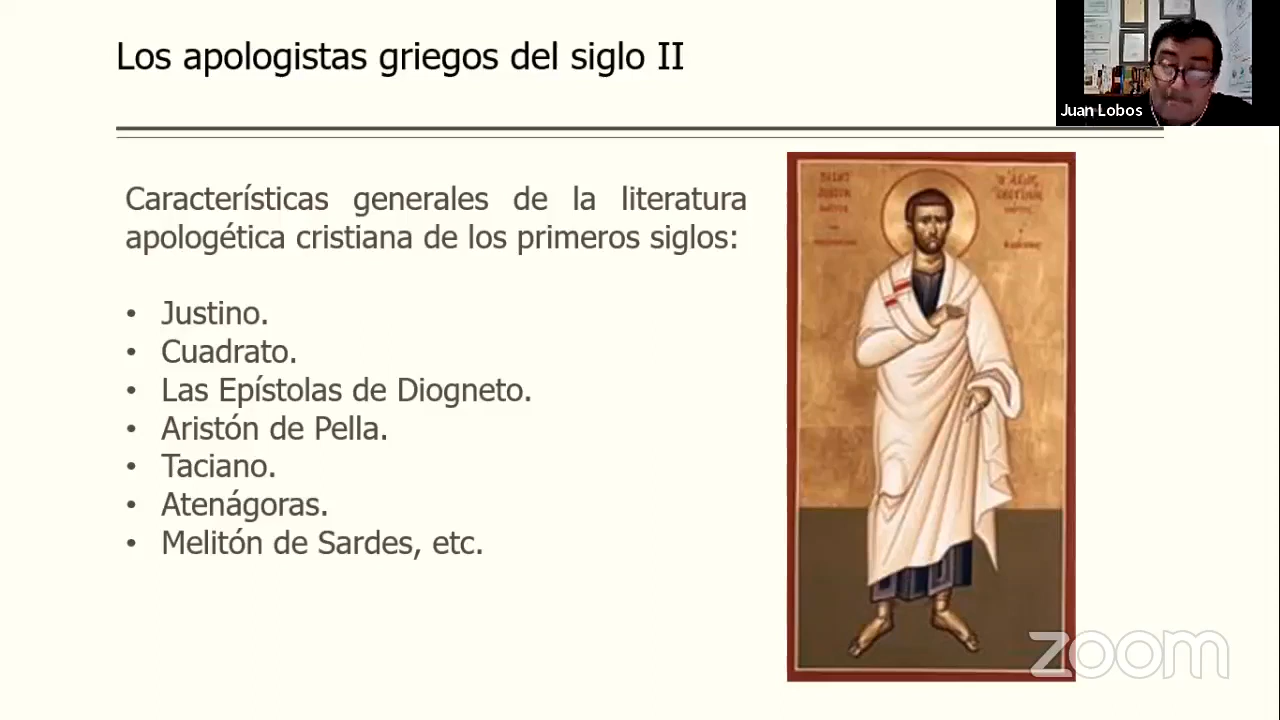 Los apologistas griegos del siglo II
Juan Lobos
Características generales de la literatura
apologética cristiana de los primeros siglos:
• Justino.
• Cuadrato.
• Las Epístolas de Diogneto.
• Aristón de Pella.
• Taciano.
• Atenágoras.
• Melitón de Sardes, etc.
zoom